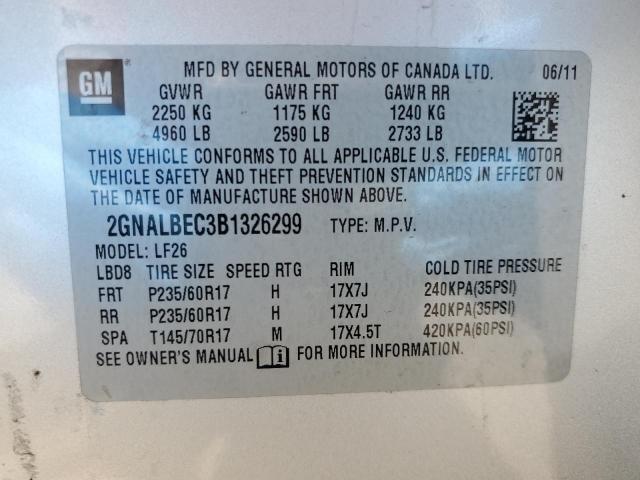 GM
MFD BY GENERAL MOTORS OF CANADA LTD. 06/11
GVWR GAWR FRT GAWR RR
2250 KG 1175 KG 1240 KG
4960 LB 2590 LB 2733 LB
THIS VEHICLE CONFORMS TO ALL APPLICABLE U.S. FEDERAL MOTOR
VEHICLE SAFETY AND THEFT PREVENTION STANDARDS IN EFFECT ON
THE DATE OF MANUFACTURE SHOWN ABOVE.
2GNALBEC3B1326299 TYPE: M.P.V.
MODEL: LF26
LBD8 TIRE SIZE SPEED RTG RIM COLD TIRE PRESSURE
FRT P235/60R17 H 17X7J 240KPA(35PSI)
RR P235/60R17 H 17X7J 240KPA(35PSI)
SPA T145/70R17 M 17X4.5T 420KPA(60PSI)
SEE OWNER'S MANUAL i FOR MORE INFORMATION.